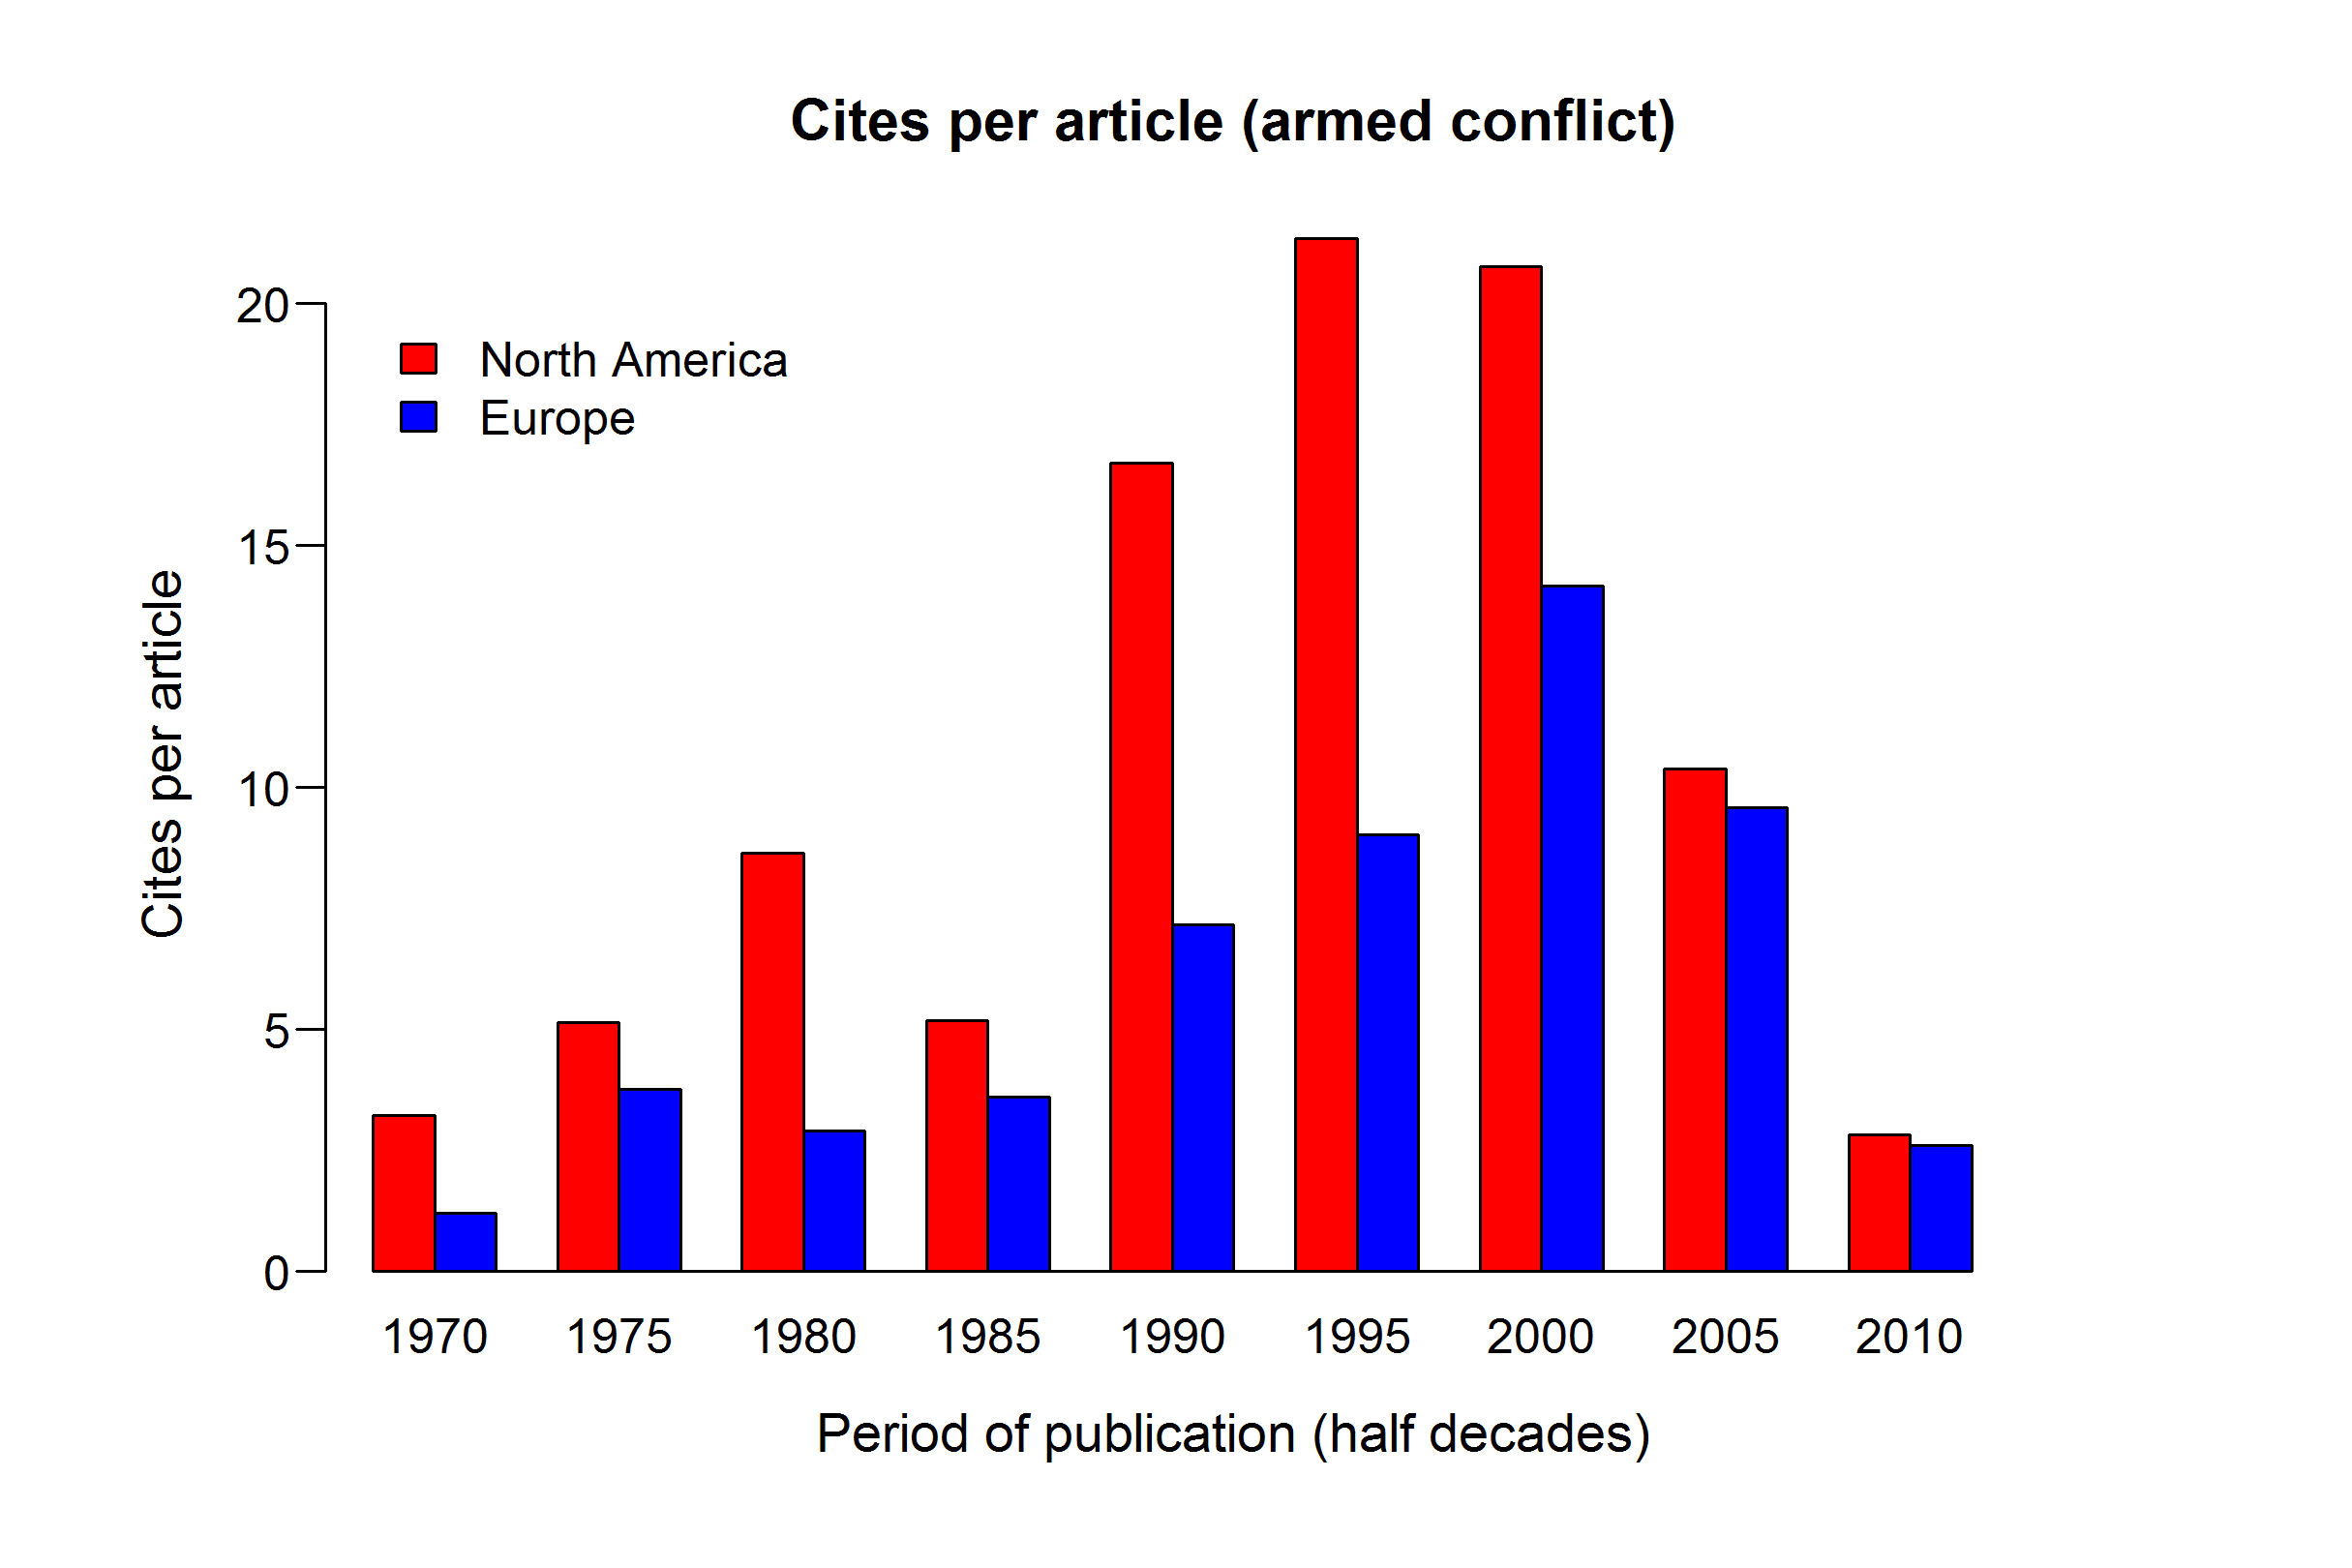 Cites per article (armed conflict)
20
15
10
5
0
Cites per article
North America
Europe
1970 1975 1980 1985 1990 1995 2000 2005 2010
Period of publication (half decades)